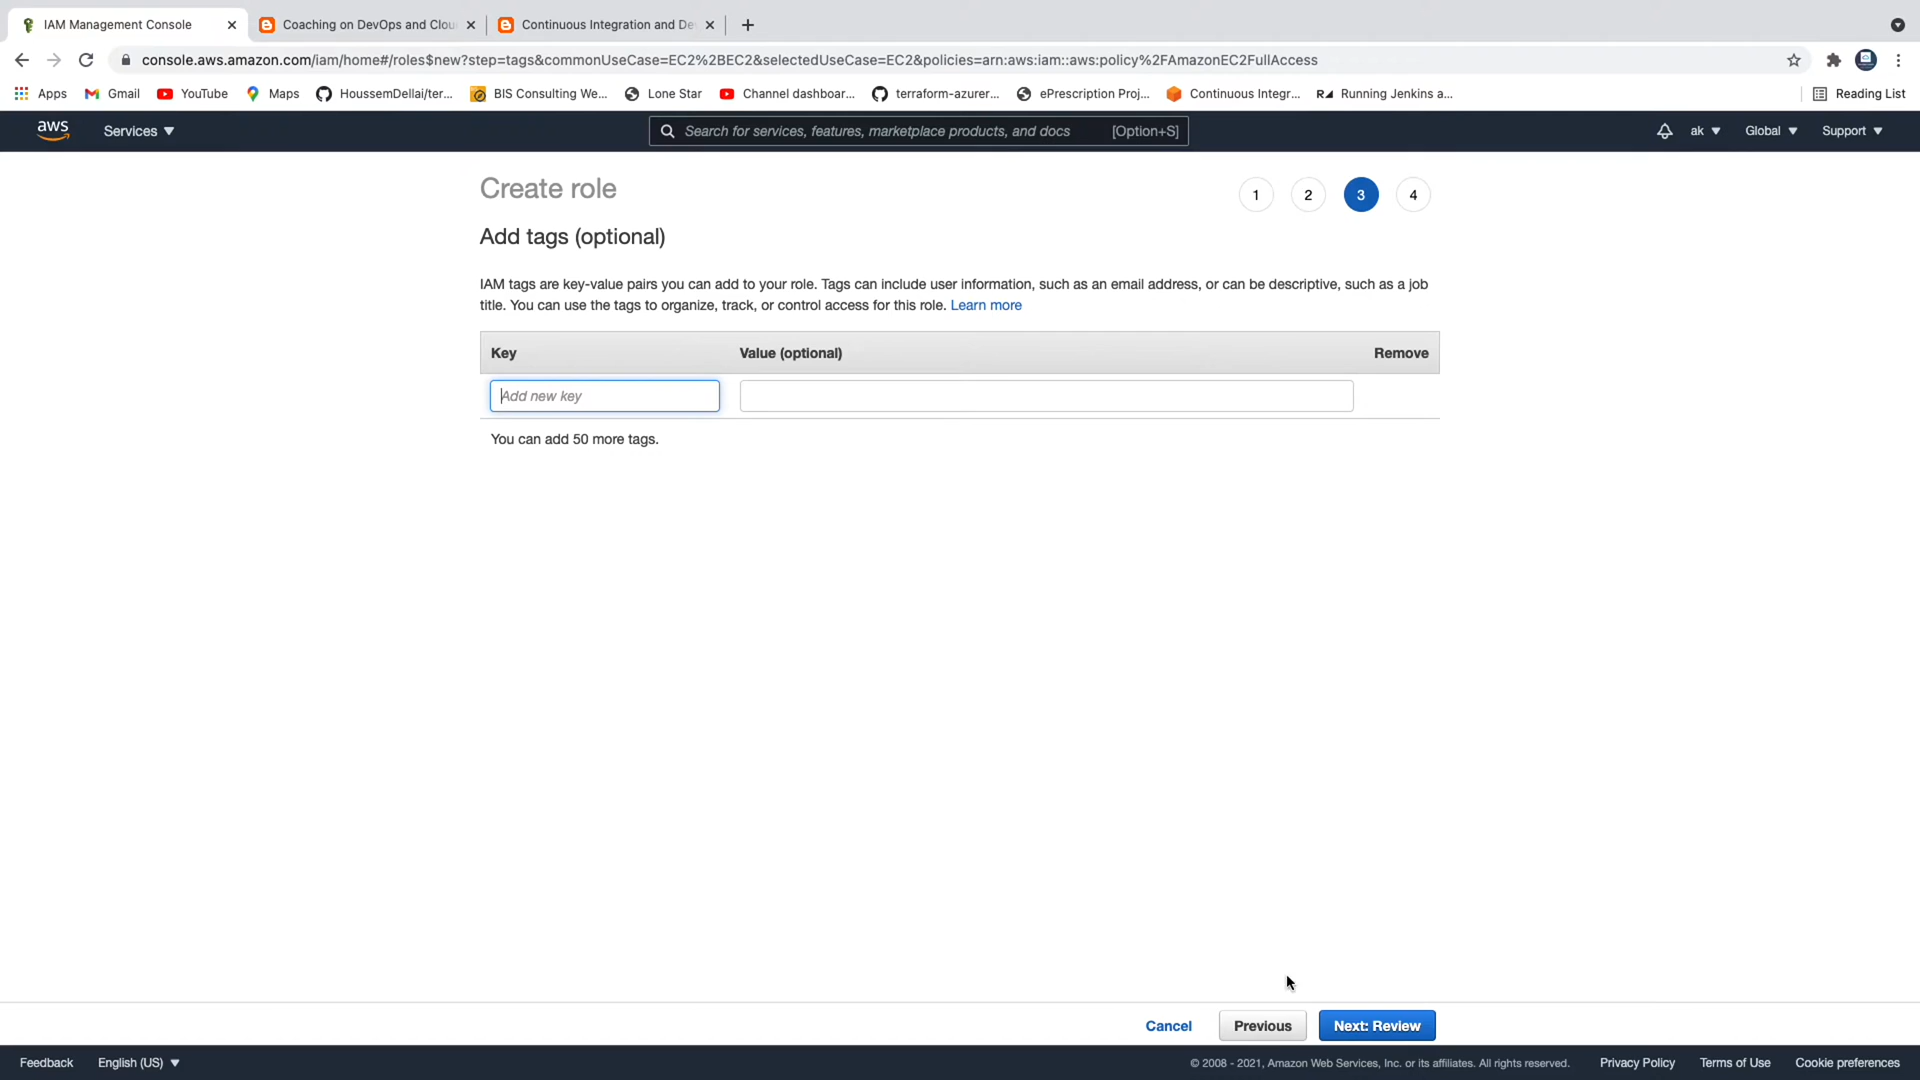 IAM Management Console
Coaching on DevOps and Clou
Continuous Integration and De
console.aws.amazon.com/iam/home#/roles$new?step=tags&commonUseCase=EC2%2BEC2&selectedUseCase=EC2&policies=arn:aws:iam::aws:policy%2FAmazonEC2FullAccess
Apps
Gmail
YouTube
Maps
HoussemDellai/ter...
BIS Consulting We...
Lone Star
Channel dashboar...
terraform-azurer...
ePrescription Proj...
Continuous Integr...
Running Jenkins a...
Reading List
aws
Services
Search for services, features, marketplace products, and docs
[Option+S]
ak
Global
Support
Create role
1
2
3
4
Add tags (optional)
IAM tags are key-value pairs you can add to your role. Tags can include user information, such as an email address, or can be descriptive, such as a job
title. You can use the tags to organize, track, or control access for this role. Learn more
Key
Value (optional)
Remove
Add new key
You can add 50 more tags.
Cancel
Previous
Next: Review
Feedback
English (US)
© 2008 - 2021, Amazon Web Services, Inc. or its affiliates. All rights reserved.
Privacy Policy
Terms of Use
Cookie preferences